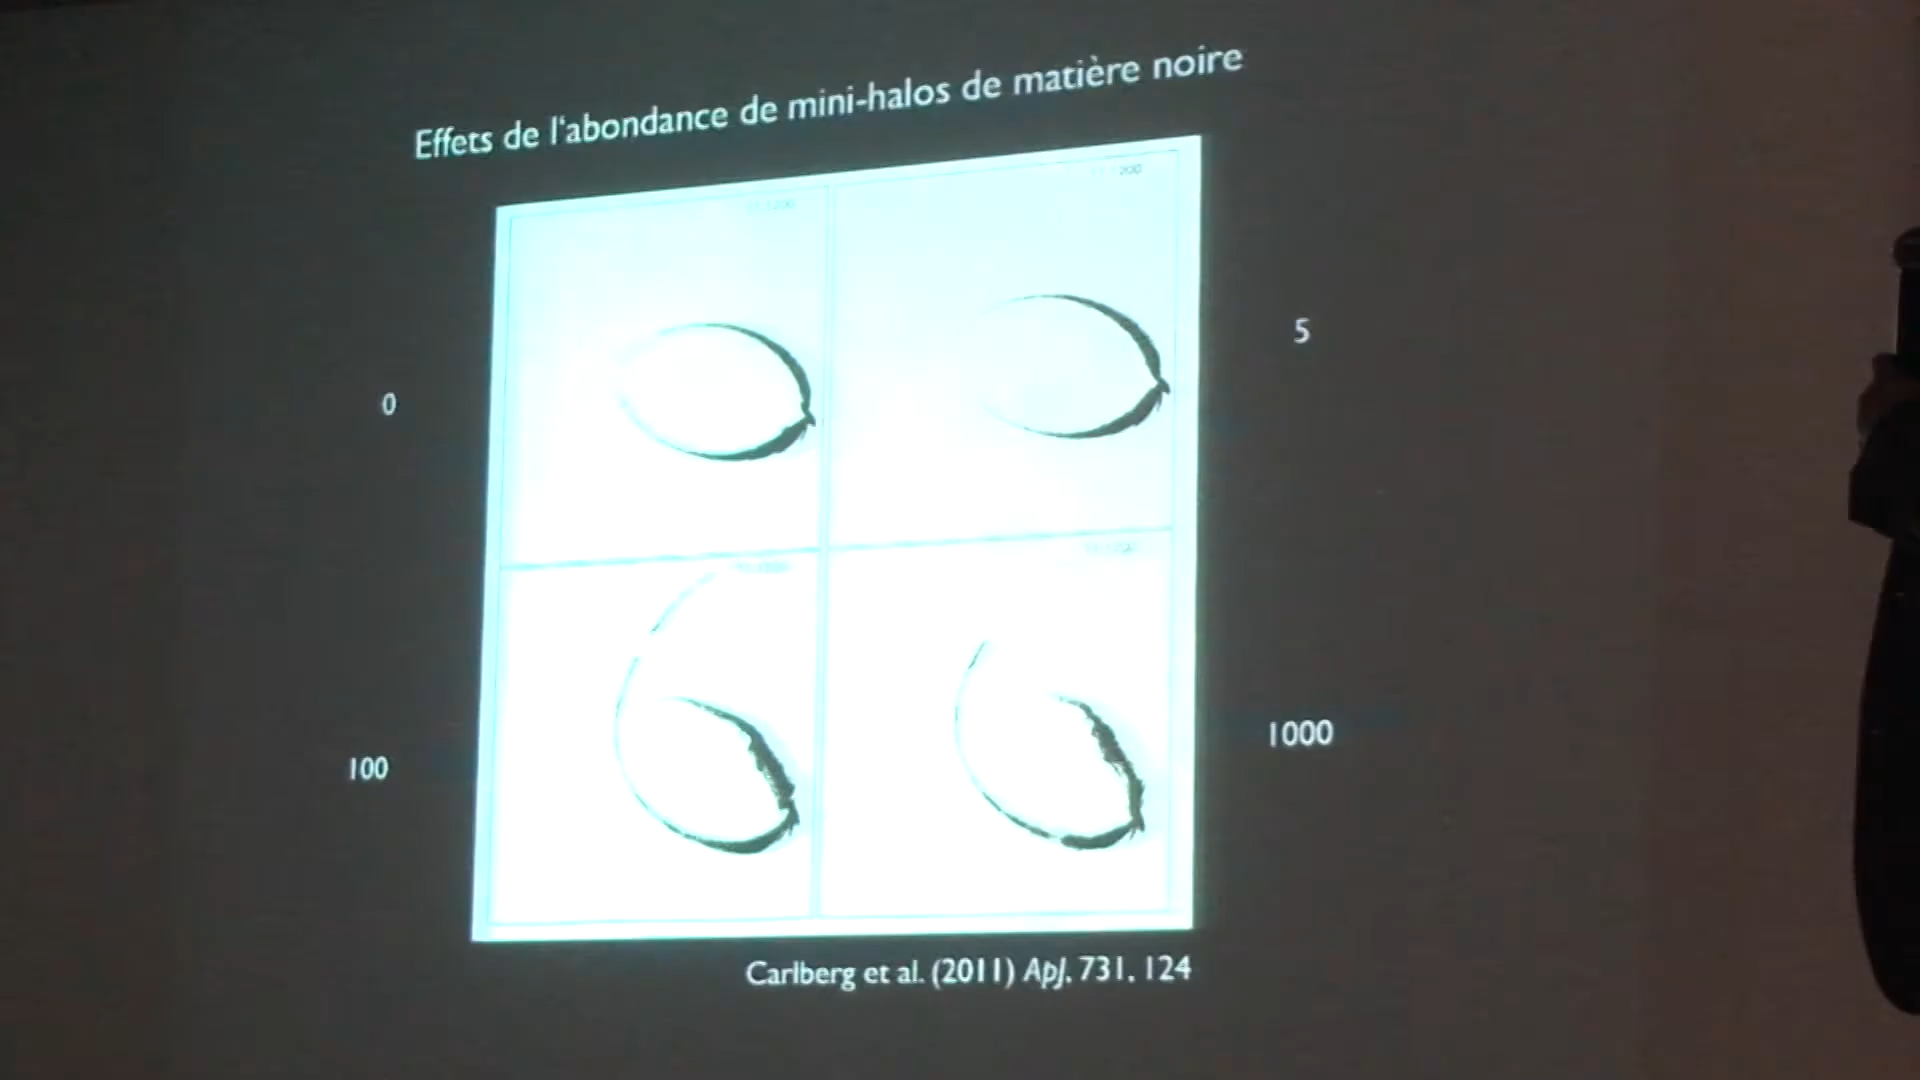 Effets de l'abondance de mini-halos de matière noire
0
5
100
1000
Carlberg et al. (2011) ApJ, 731, 124